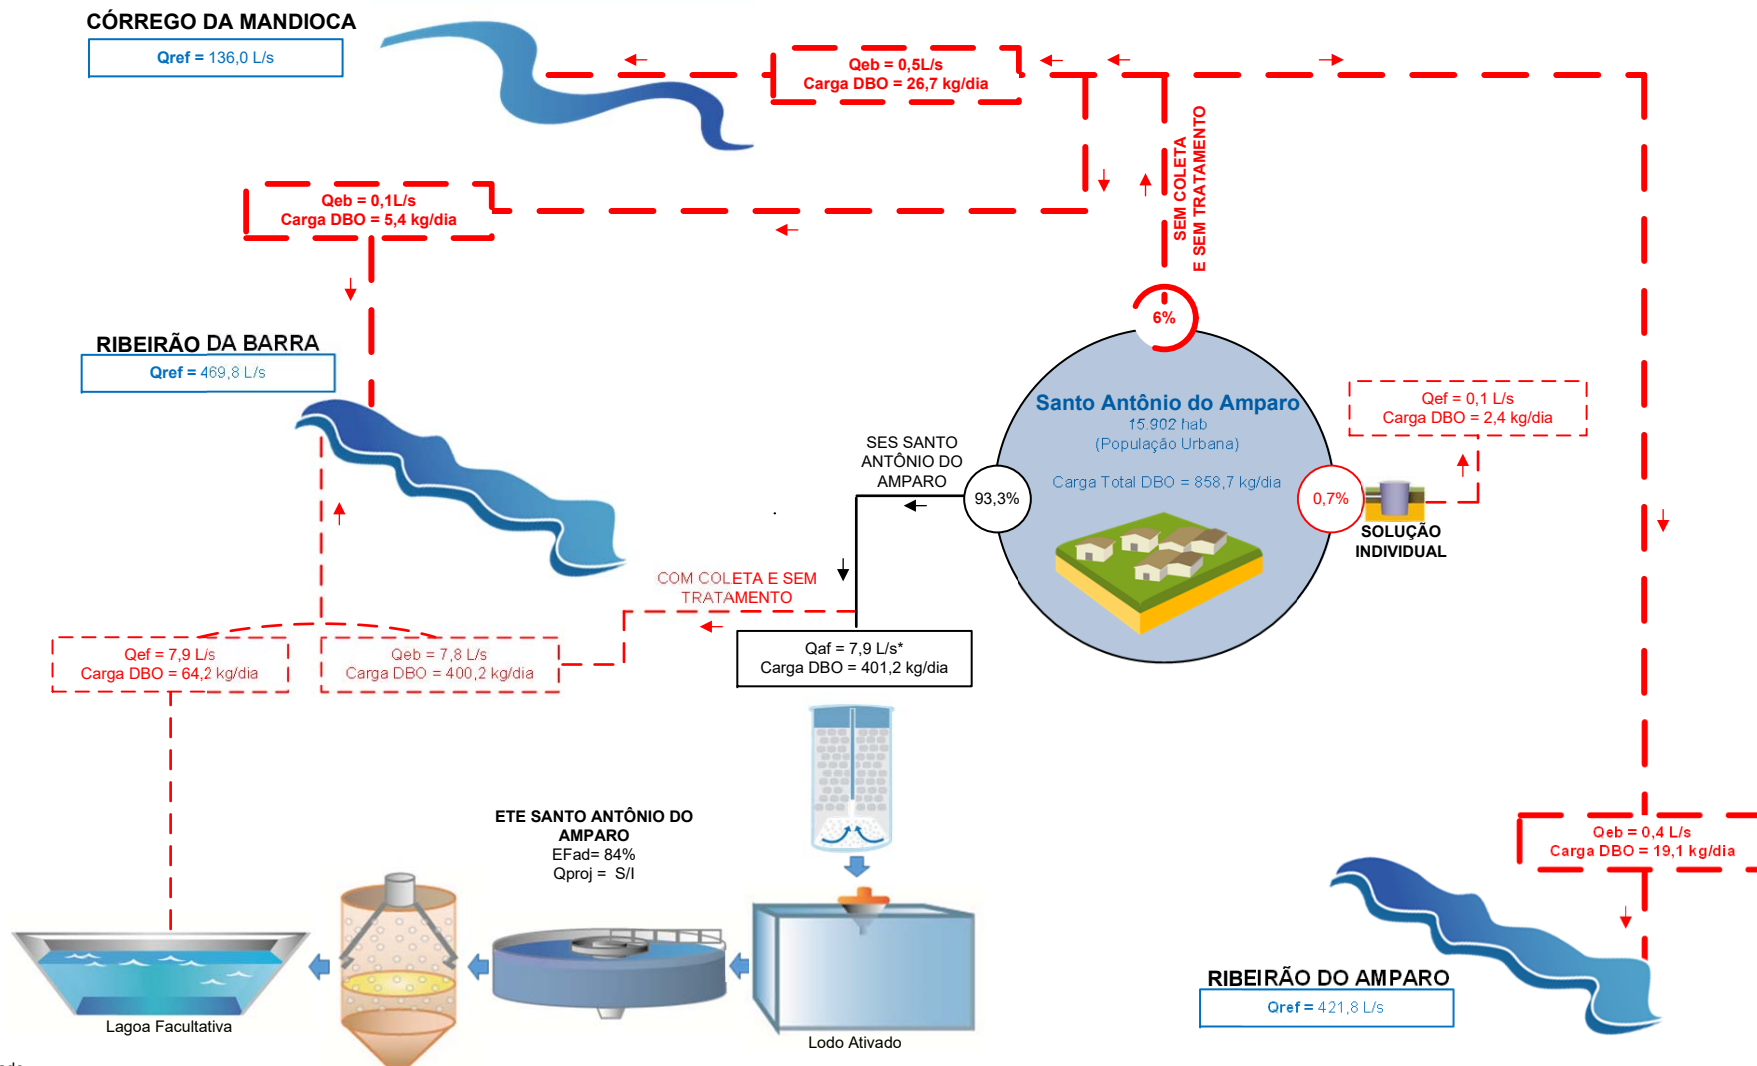 CÓRREGO DA MANDIOCA
Qref = 136,0 L/s
Qeb = 0,5L/s
Carga DBO = 26,7 kg/dia
SEM COLETA
E SEM TRATAMENTO
Qeb = 0,1L/s
Carga DBO = 5,4 kg/dia
RIBEIRÃO DA BARRA
Qref = 469,8 L/s
6%
Santo Antônio do Amparo
15.902 hab
(População Urbana)
Carga Total DBO = 858,7 kg/dia
Qef = 0,1 L/s
Carga DBO = 2,4 kg/dia
SES SANTO
ANTÔNIO DO
AMPARO
93,3%
0,7%
SOLUÇÃO
INDIVIDUAL
COM COLETA E SEM
TRATAMENTO
Qef = 7,9 L/s
Carga DBO = 64,2 kg/dia
Qeb = 7,8 L/s
Carga DBO = 400,2 kg/dia
Qaf = 7,9 L/s*
Carga DBO = 401,2 kg/dia
ETE SANTO ANTÔNIO DO
AMPARO
EFad= 84%
Qproj = S/I
Qeb = 0,4 L/s
Carga DBO = 19,1 kg/dia
RIBEIRÃO DO AMPARO
Qref = 421,8 L/s
Lagoa Facultativa
Lodo Ativado